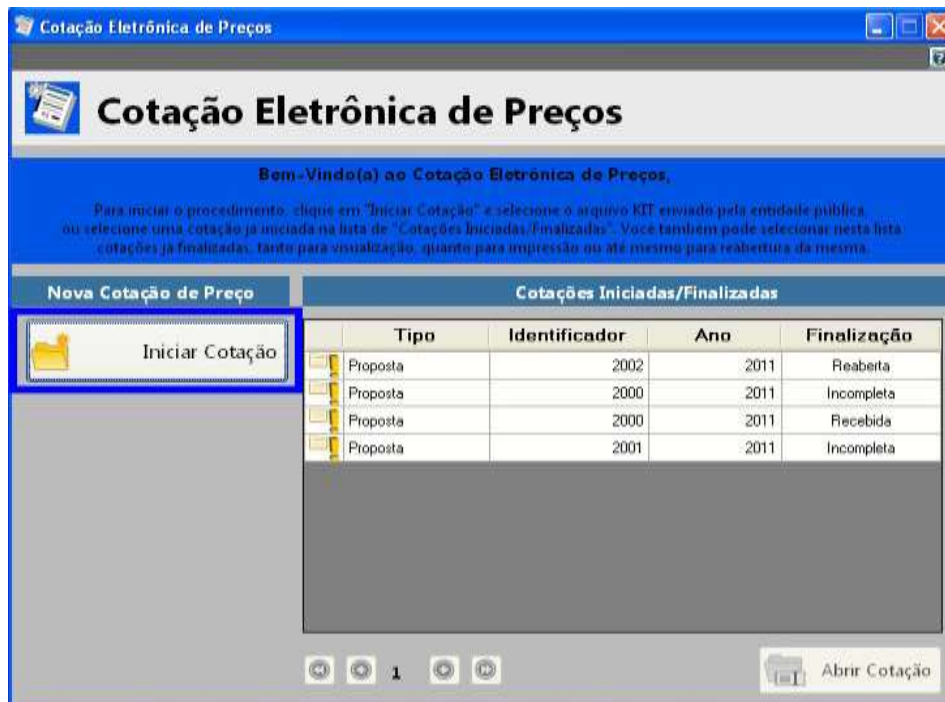 Cotação Eletrônica de Preços
Cotação Eletrônica de Preços
Bem-Vindo(a) ao Cotação Eletrônica de Preços,
Para iniciar o procedimento, clique em "Iniciar Cotação" e selecione o arquivo KIT enviado pela entidade pública,
ou selecione uma cotação já iniciada na lista de "Cotações Iniciadas/Finalizadas". Você também pode selecionar nesta lista
cotações já finalizadas, tanto para visualização, quanto para impressão ou até mesmo para reabertura da mesma.
Nova Cotação de Preço
Cotações Iniciadas/Finalizadas
Iniciar Cotação
Tipo Identificador Ano Finalização
Proposta 2002 2011 Reaberta
Proposta 2000 2011 Incompleta
Proposta 2000 2011 Recebida
Proposta 2001 2011 Incompleta
1
Abrir Cotação